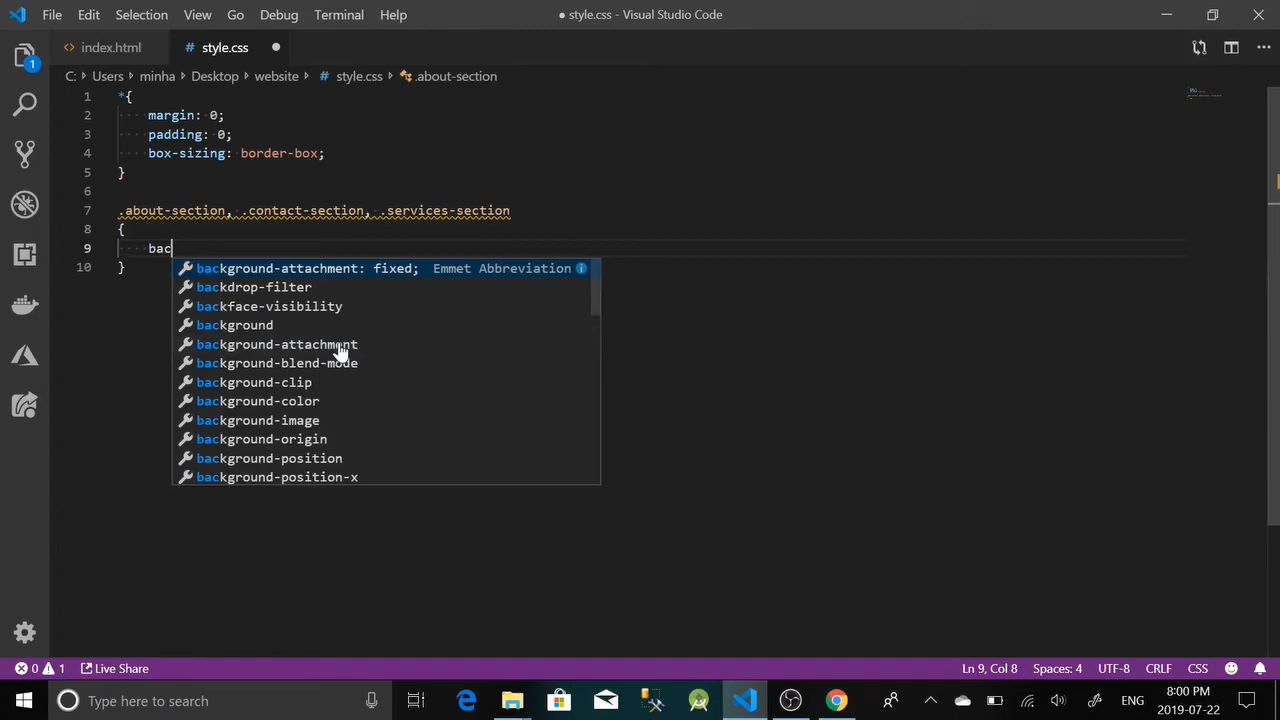 File Edit Selection View Go Debug Terminal Help
● style.css - Visual Studio Code
<> index.html # style.css ●
C: ▸ Users ▸ minha ▸ Desktop ▸ website ▸ # style.css ▸ .about-section
1 *{
2 margin: 0;
3 padding: 0;
4 box-sizing: border-box;
5 }
6
7 .about-section, .contact-section, .services-section
8 {
9 bac
10 }
background-attachment: fixed; Emmet Abbreviation
backdrop-filter
backface-visibility
background
background-attachment
background-blend-mode
background-clip
background-color
background-image
background-origin
background-position
background-position-x
1
0 1 Live Share Ln 9, Col 8 Spaces: 4 UTF-8 CRLF CSS
Type here to search
ENG
8:00 PM
2019-07-22